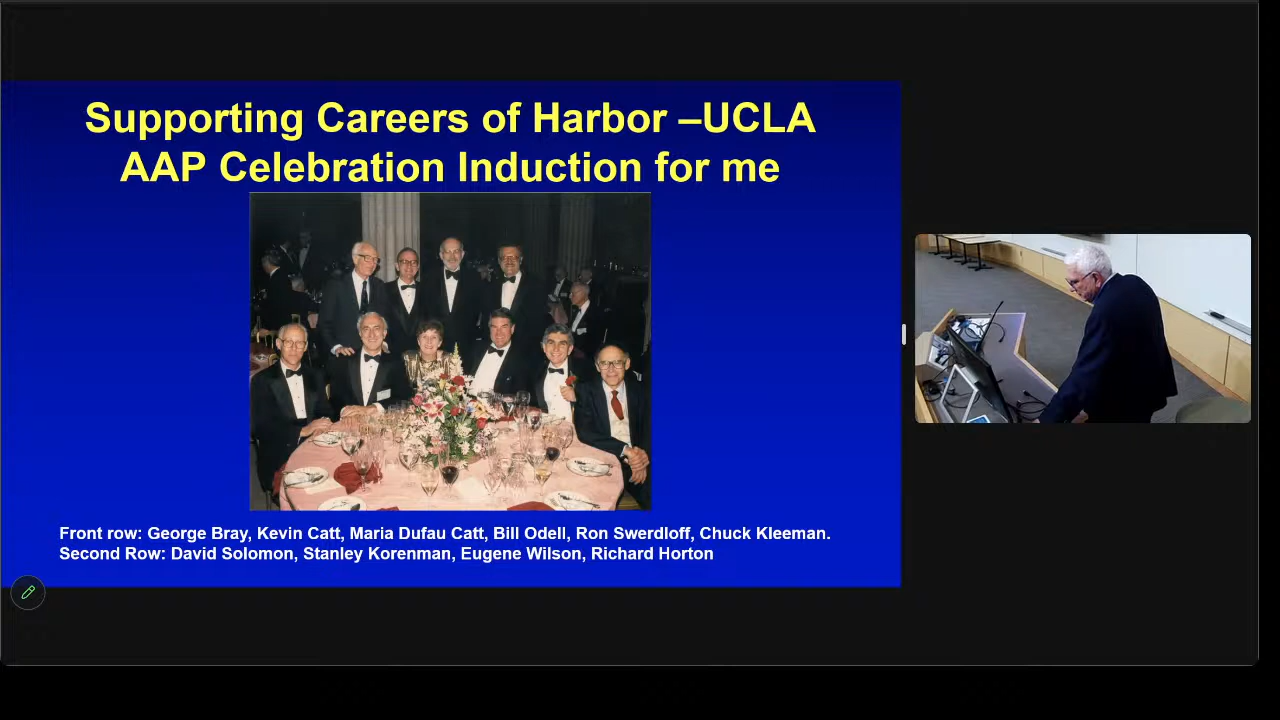 Supporting Careers of Harbor –UCLA
AAP Celebration Induction for me
Front row: George Bray, Kevin Catt, Maria Dufau Catt, Bill Odell, Ron Swerdloff, Chuck Kleeman.
Second Row: David Solomon, Stanley Korenman, Eugene Wilson, Richard Horton